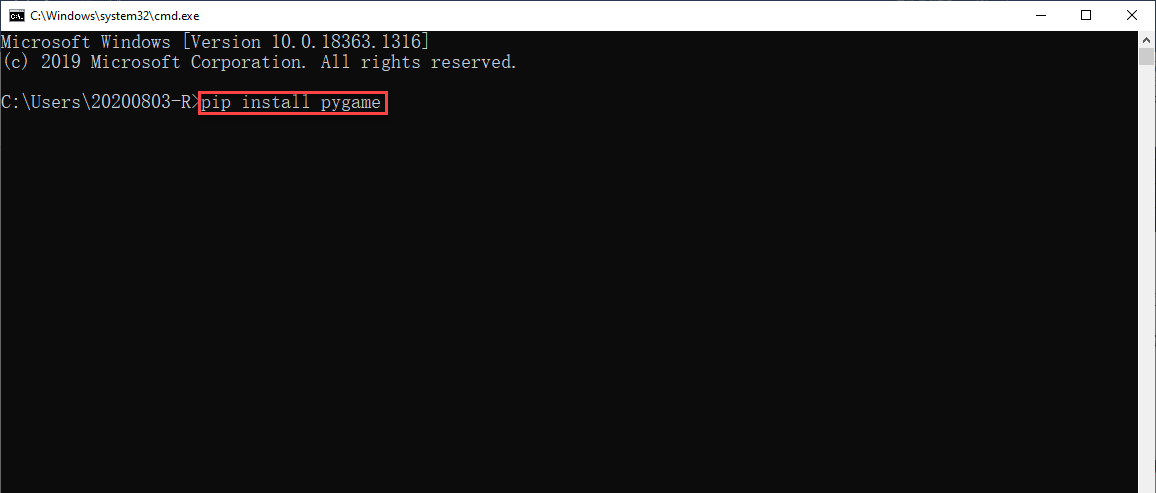 C:\Windows\system32\cmd.exe
Microsoft Windows [Version 10.0.18363.1316]
(c) 2019 Microsoft Corporation. All rights reserved.
C:\Users\20200803-R>pip install pygame